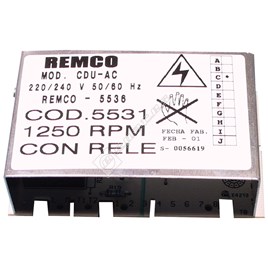 REMCO
MOD. CDU-AC
220/240 V 50/60 Hz
REMCO - 5536
COD.5531
1250 RPM
CON RELE
FECHA FAB.
FEB - 01
S- 0056619
A
B
C
D
E
F
G
H
I
J